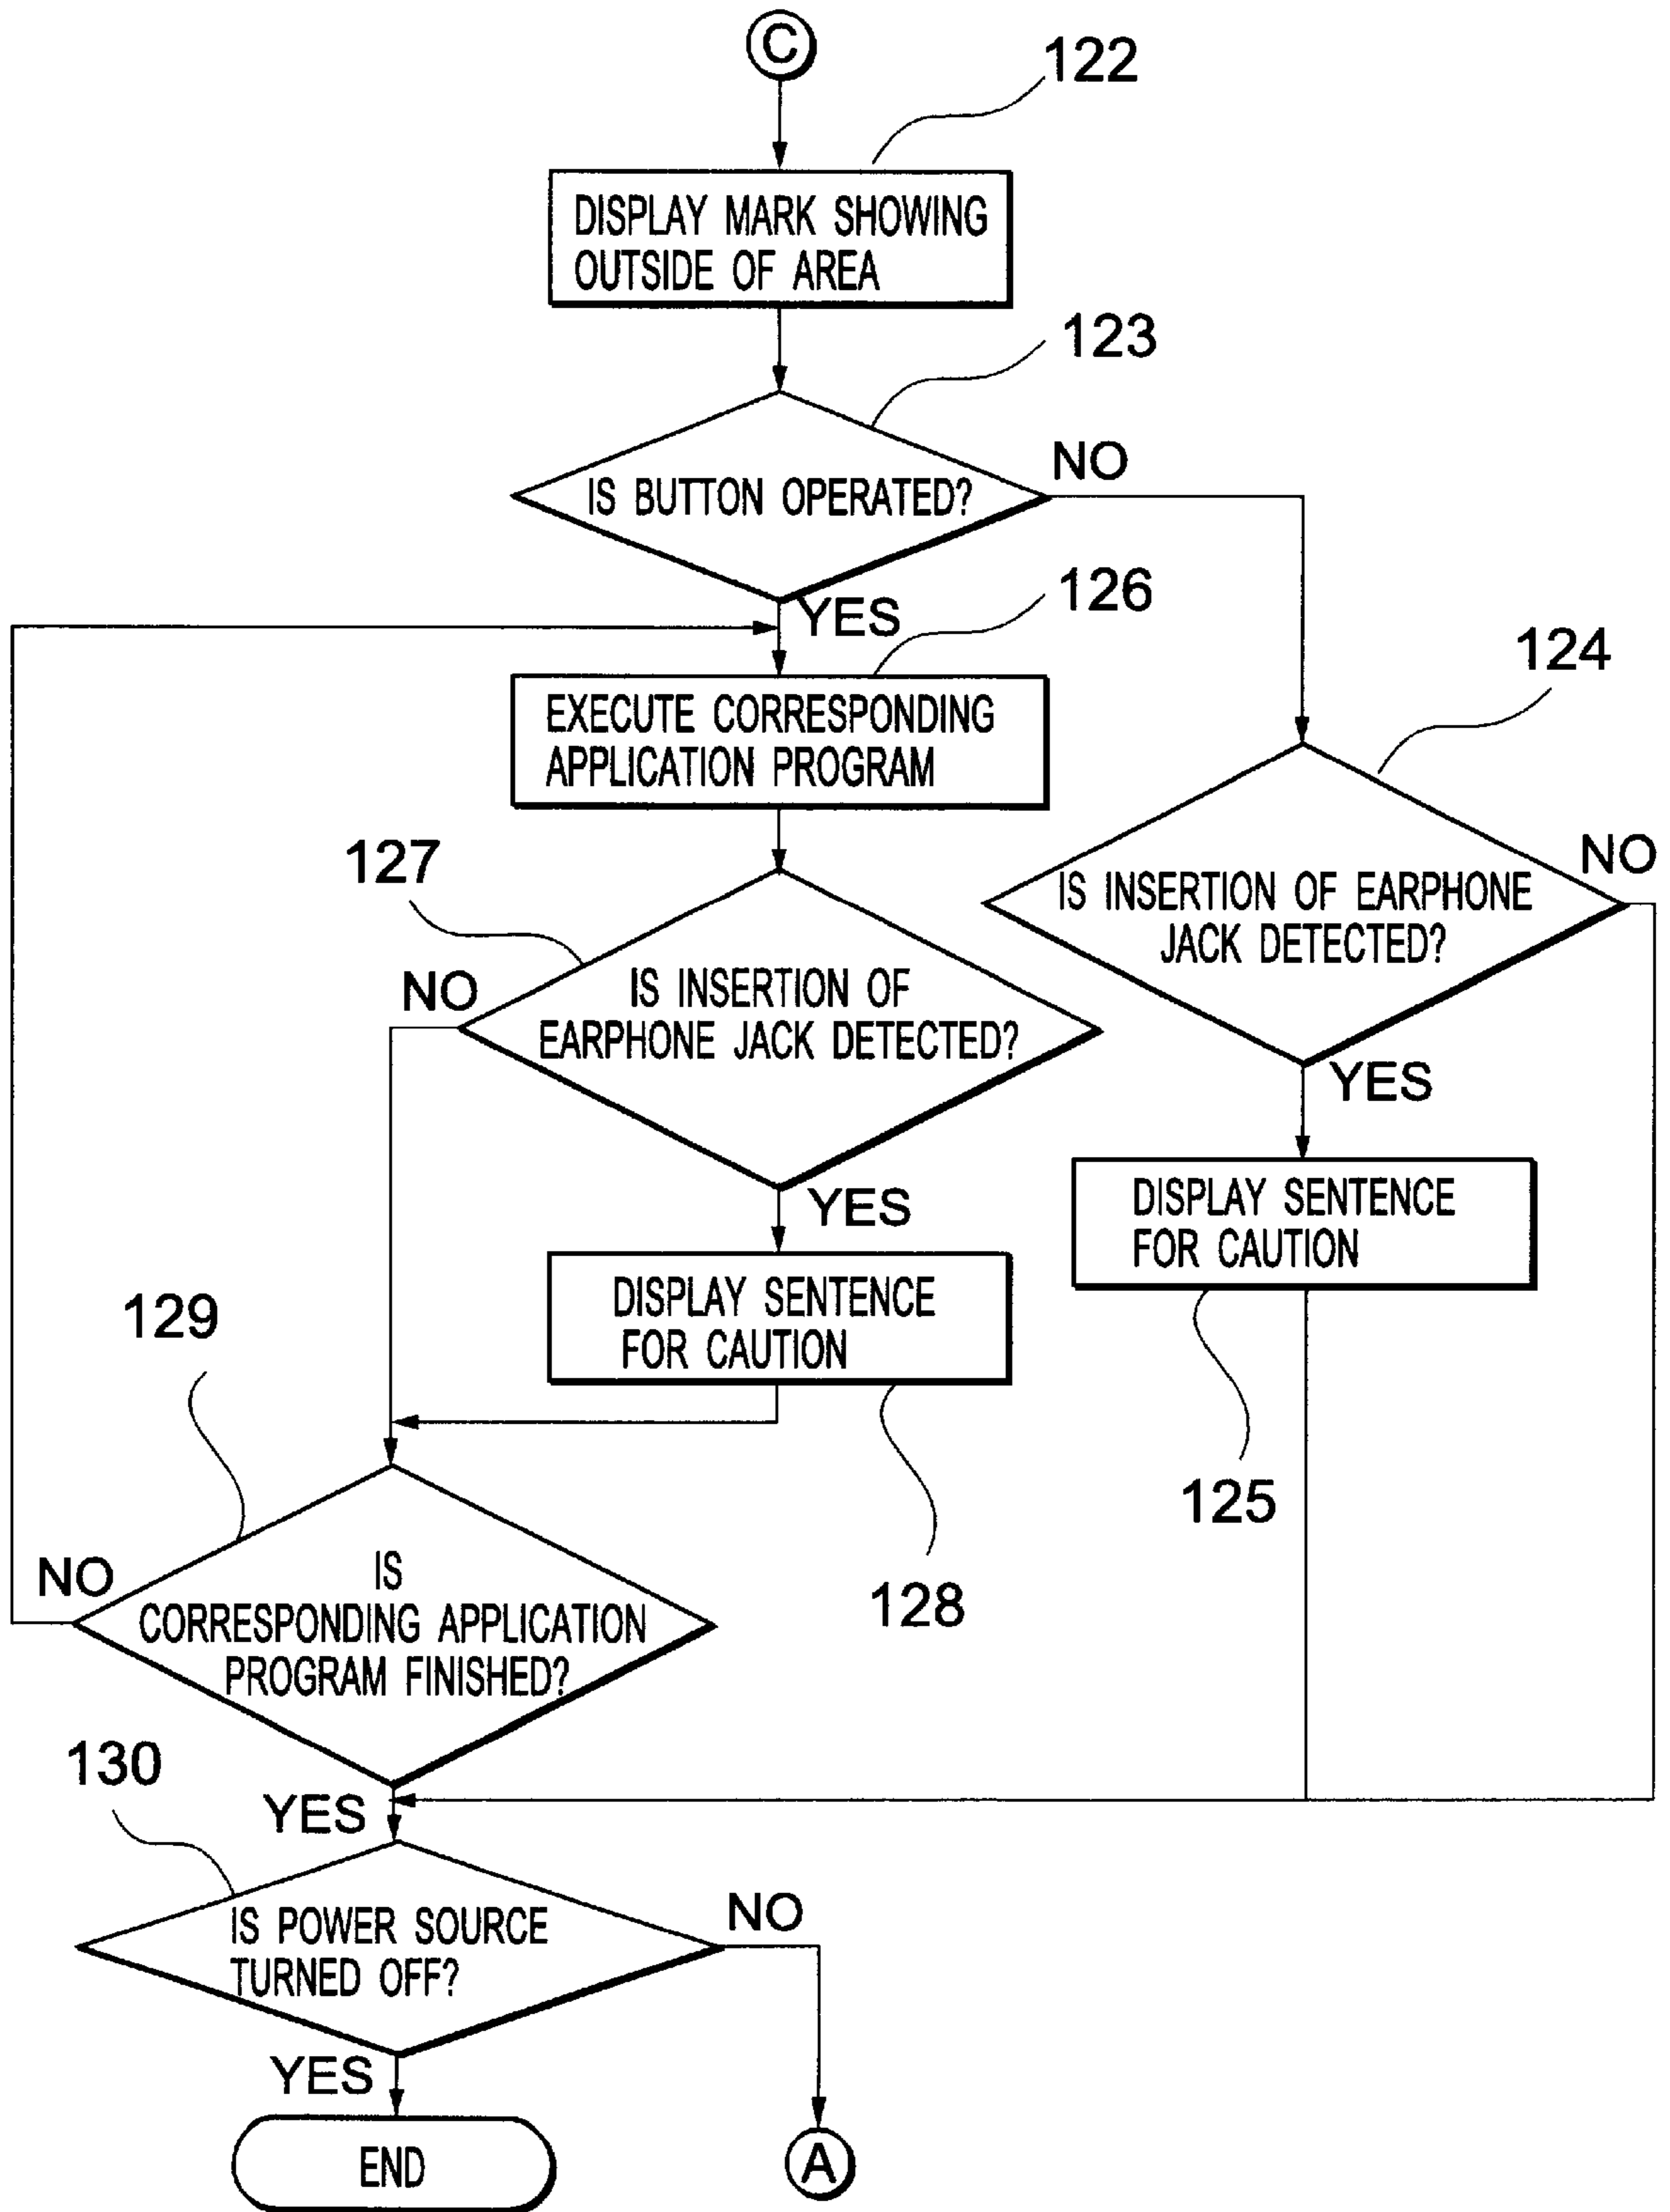 C
122
DISPLAY MARK SHOWING
OUTSIDE OF AREA
123
IS BUTTON OPERATED?
NO
YES
126
124
EXECUTE CORRESPONDING
APPLICATION PROGRAM
127
NO
IS INSERTION OF EARPHONE
JACK DETECTED?
NO
IS INSERTION OF
EARPHONE JACK DETECTED?
YES
YES
DISPLAY SENTENCE
FOR CAUTION
129
DISPLAY SENTENCE
FOR CAUTION
125
128
NO
IS
CORRESPONDING APPLICATION
PROGRAM FINISHED?
130
YES
IS POWER SOURCE
TURNED OFF?
NO
YES
END
A